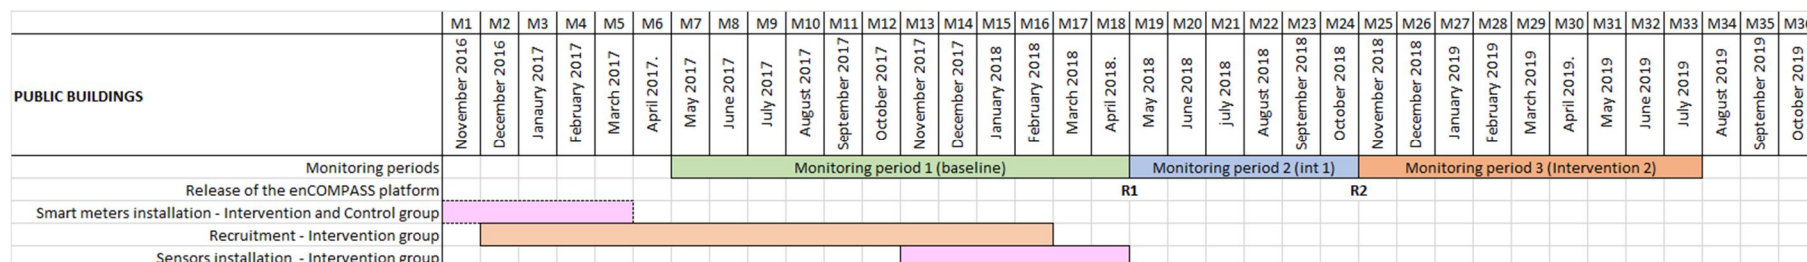 M1 M2 M3 M4 M5 M6 M7 M8 M9 M10 M11 M12 M13 M14 M15 M16 M17 M18 M19 M20 M21 M22 M23 M24 M25 M26 M27 M28 M29 M30 M31 M32 M33 M34 M35 M36
PUBLIC BUILDINGS
November 2016
December 2016
Janaury 2017
February 2017
March 2017
April 2017.
May 2017
June 2017
July 2017
August 2017
September 2017
October 2017
November 2017
December 2017
January 2018
February 2018
March 2018
April 2018.
May 2018
June 2018
july 2018
August 2018
September 2018
October 2018
November 2018
December 2018
January 2019
February 2019
March 2019
April 2019.
May 2019
June 2019
July 2019
August 2019
September 2019
October 2019
Monitoring periods Monitoring period 1 (baseline) Monitoring period 2 (int 1) Monitoring period 3 (Intervention 2)
Release of the enCOMPASS platform R1 R2
Smart meters installation - Intervention and Control group
Recruitment - Intervention group
Sensors installation - Intervention group